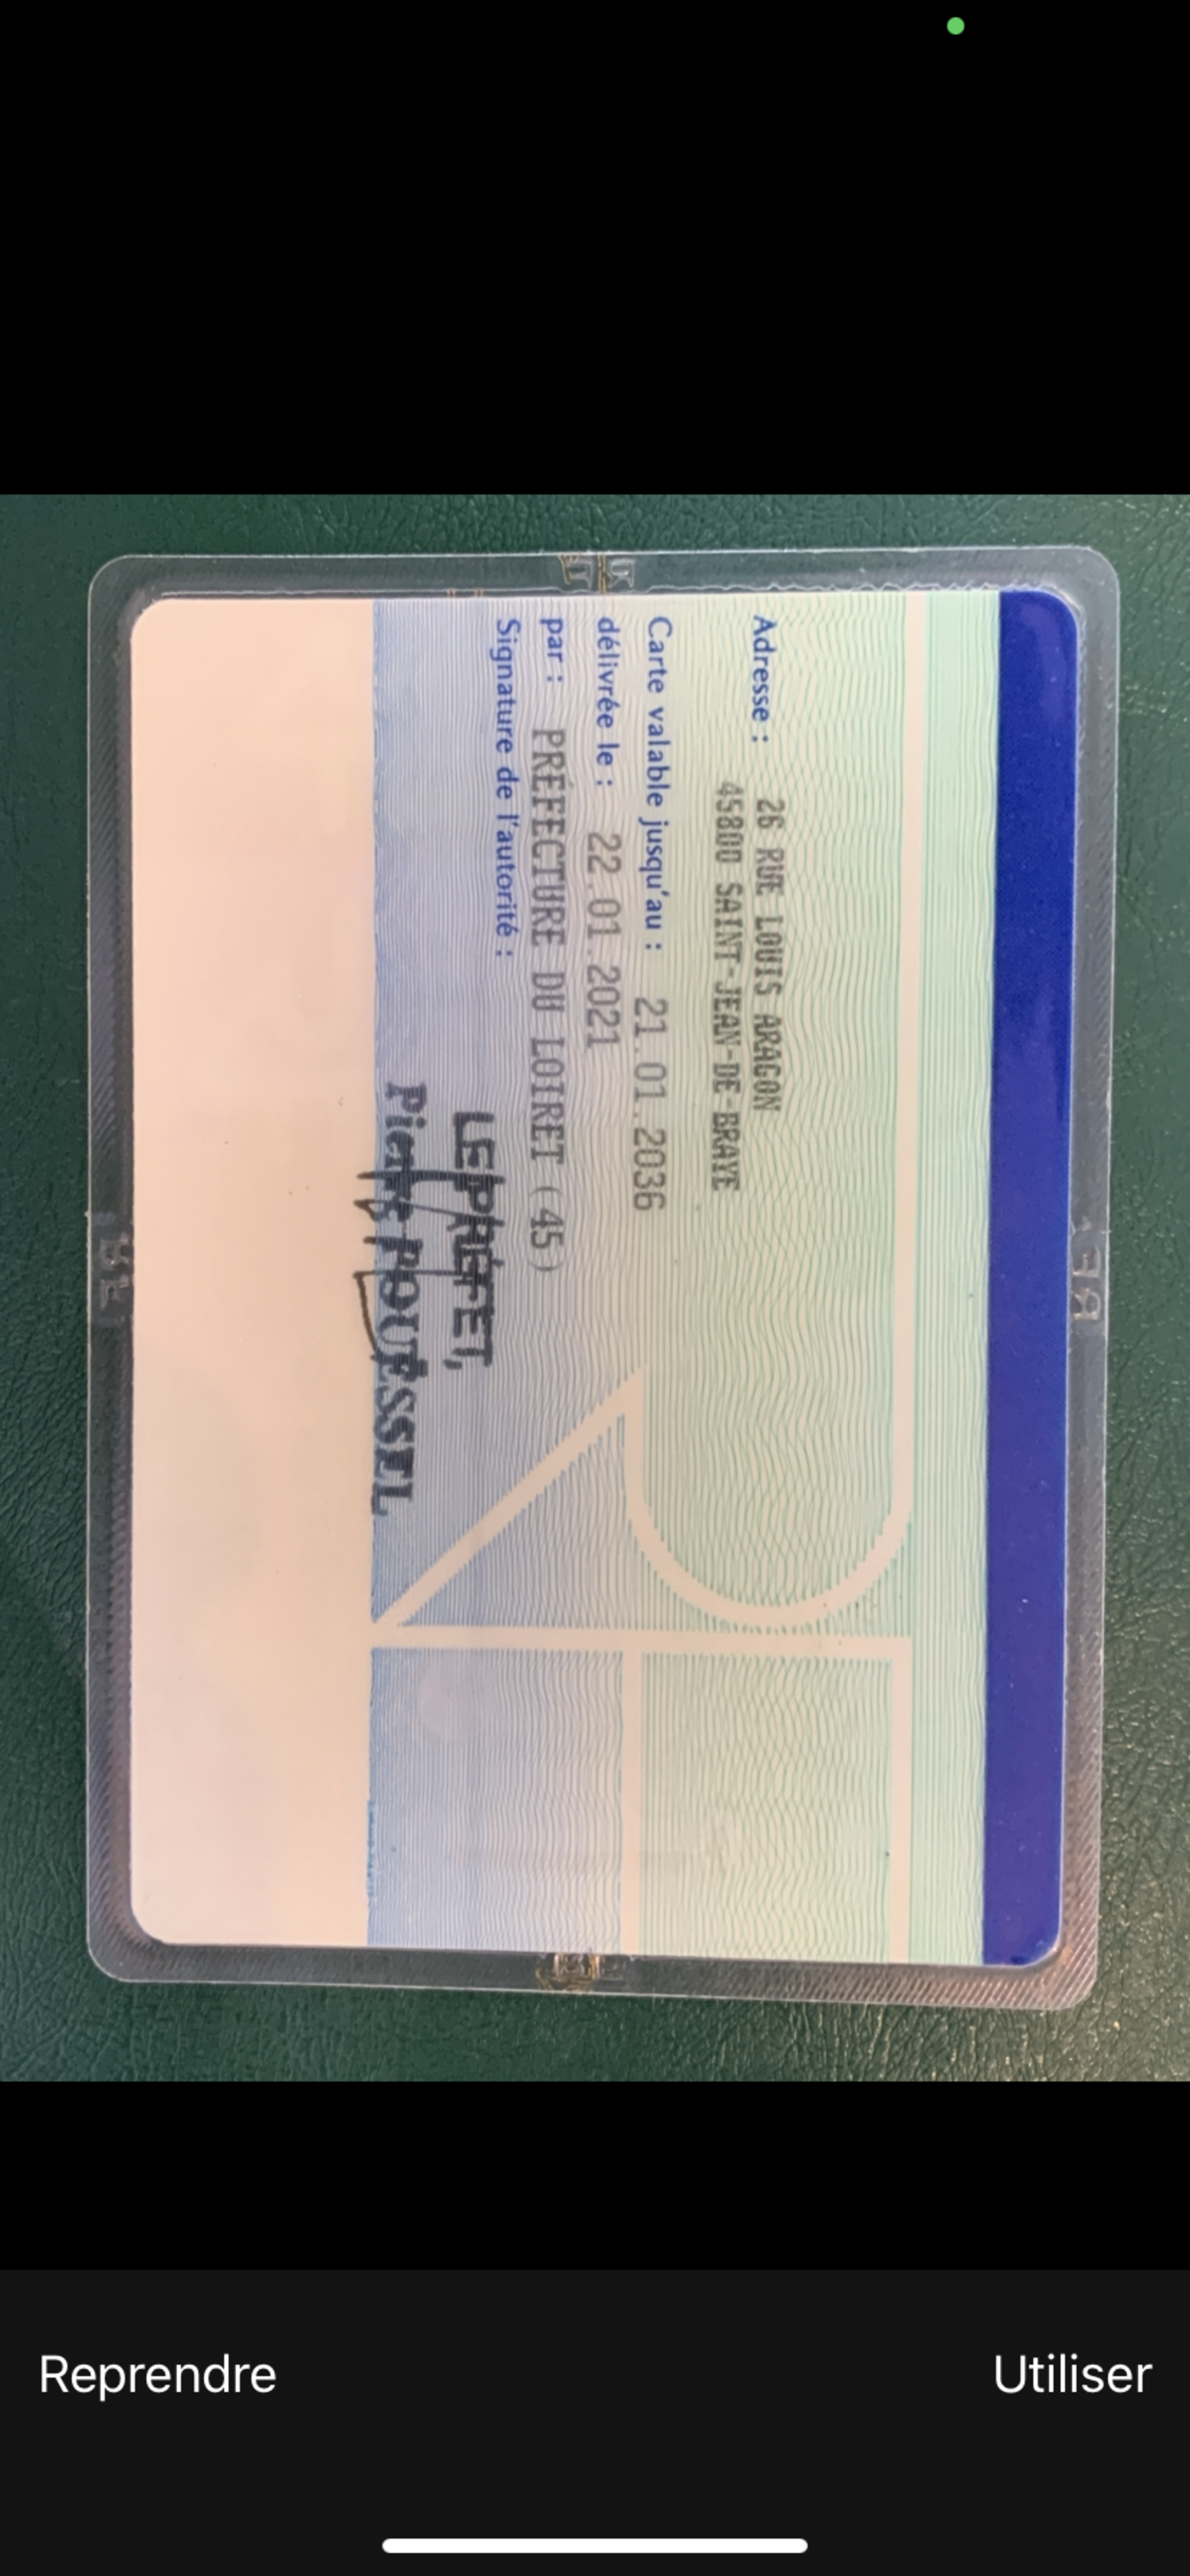 Adresse : 26 RUE LOUIS ARAGON
45800 SAINT-JEAN-DE-BRAYE
Carte valable jusqu'au : 21.01.2036
délivrée le : 22.01.2021
par : PRÉFECTURE DU LOIRET (45)
Signature de l'autorité :
LE PRÉFET,
Pierre POUËSSEL
Reprendre
Utiliser